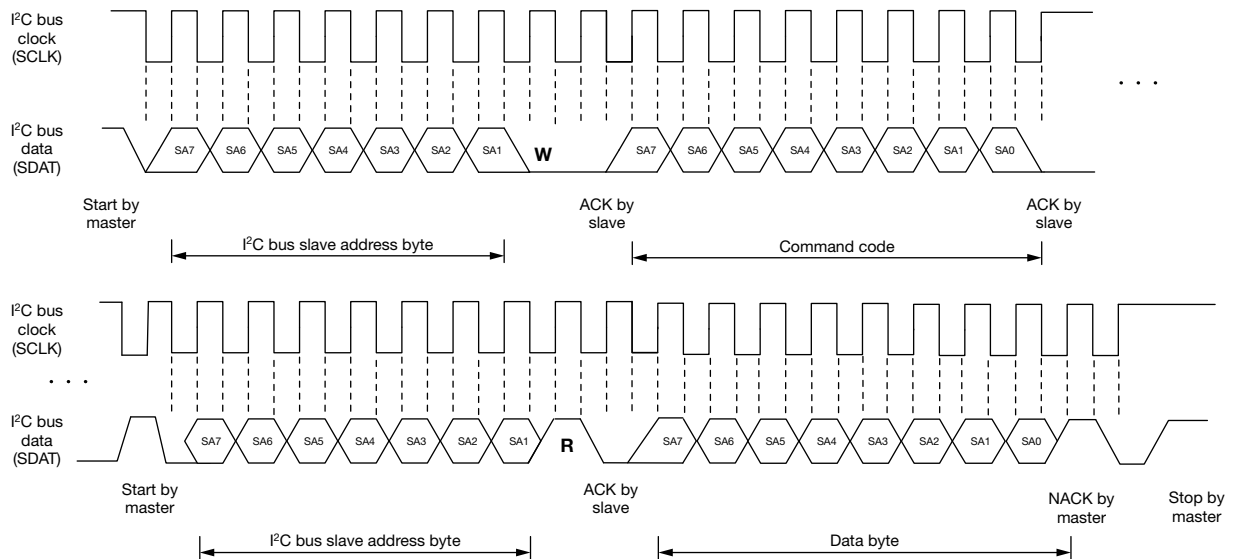 I²C bus
clock
(SCLK)
. . .
I²C bus
data
(SDAT)
SA7 SA6 SA5 SA4 SA3 SA2 SA1 W SA7 SA6 SA5 SA4 SA3 SA2 SA1 SA0
Start by
master
ACK by
slave
ACK by
slave
I²C bus slave address byte
Command code
I²C bus
clock
(SCLK)
. . .
I²C bus
data
(SDAT)
SA7 SA6 SA5 SA4 SA3 SA2 SA1 R SA7 SA6 SA5 SA4 SA3 SA2 SA1 SA0
Start by
master
ACK by
slave
NACK by
master
Stop by
master
I²C bus slave address byte
Data byte